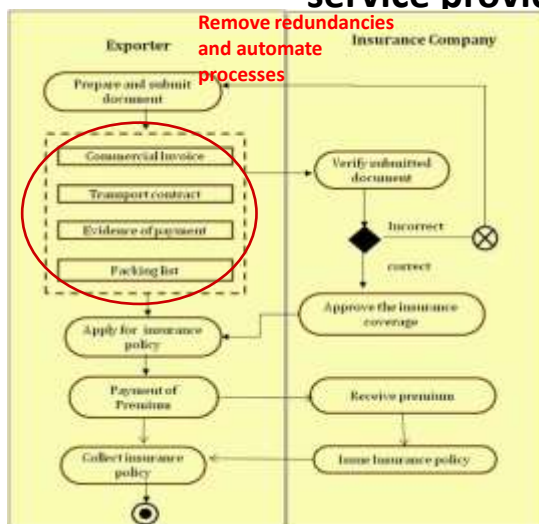 service provid
Remove redundancies
and automate
processes
Exporter
Insurance Company
Prepare and submit
document
Commercial Invoice
Transport contract
Evidence of payment
Packing list
Verify submitted
document
Incorrect
correct
Approve the insurance
coverage
Apply for insurance
policy
Payment of
Premium
Receive premium
Collect insurance
policy
Issue Insurance policy